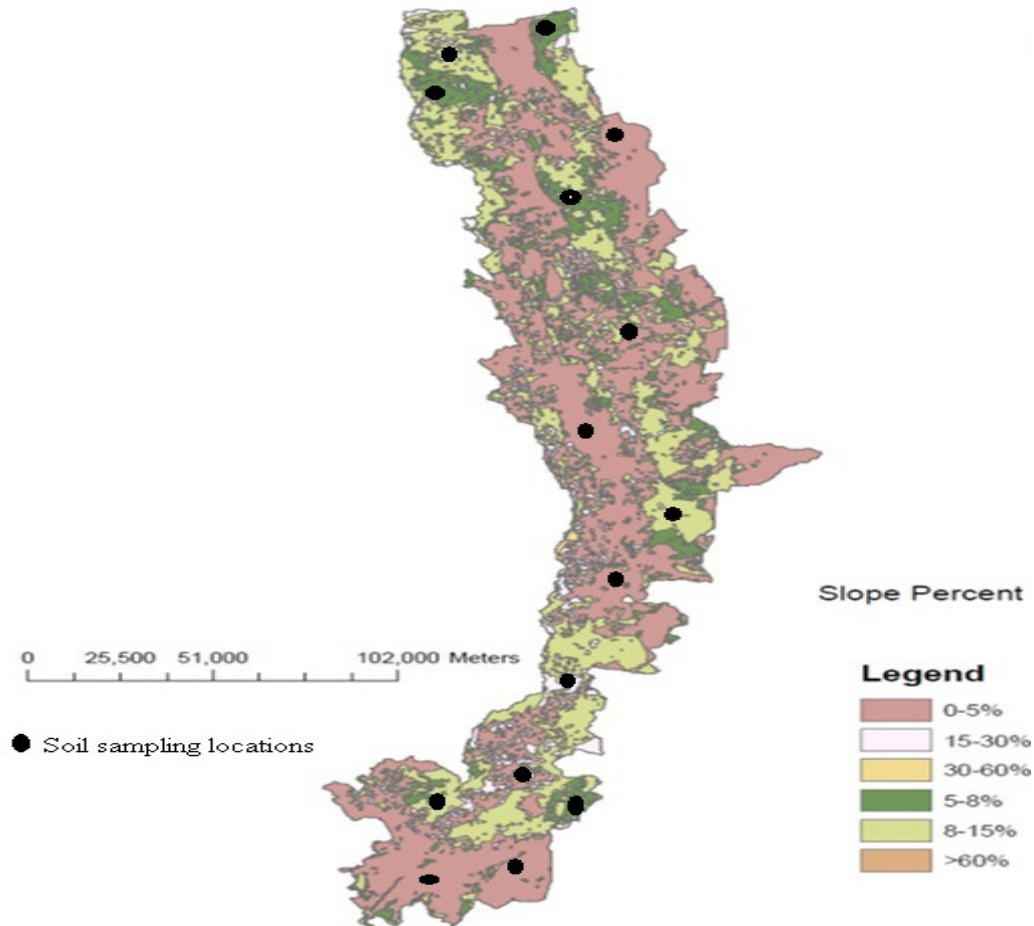 Slope Percent
0 25,500 51,000 102,000 Meters
Legend
0-5%
15-30%
30-60%
5-8%
8-15%
>60%
Soil sampling locations